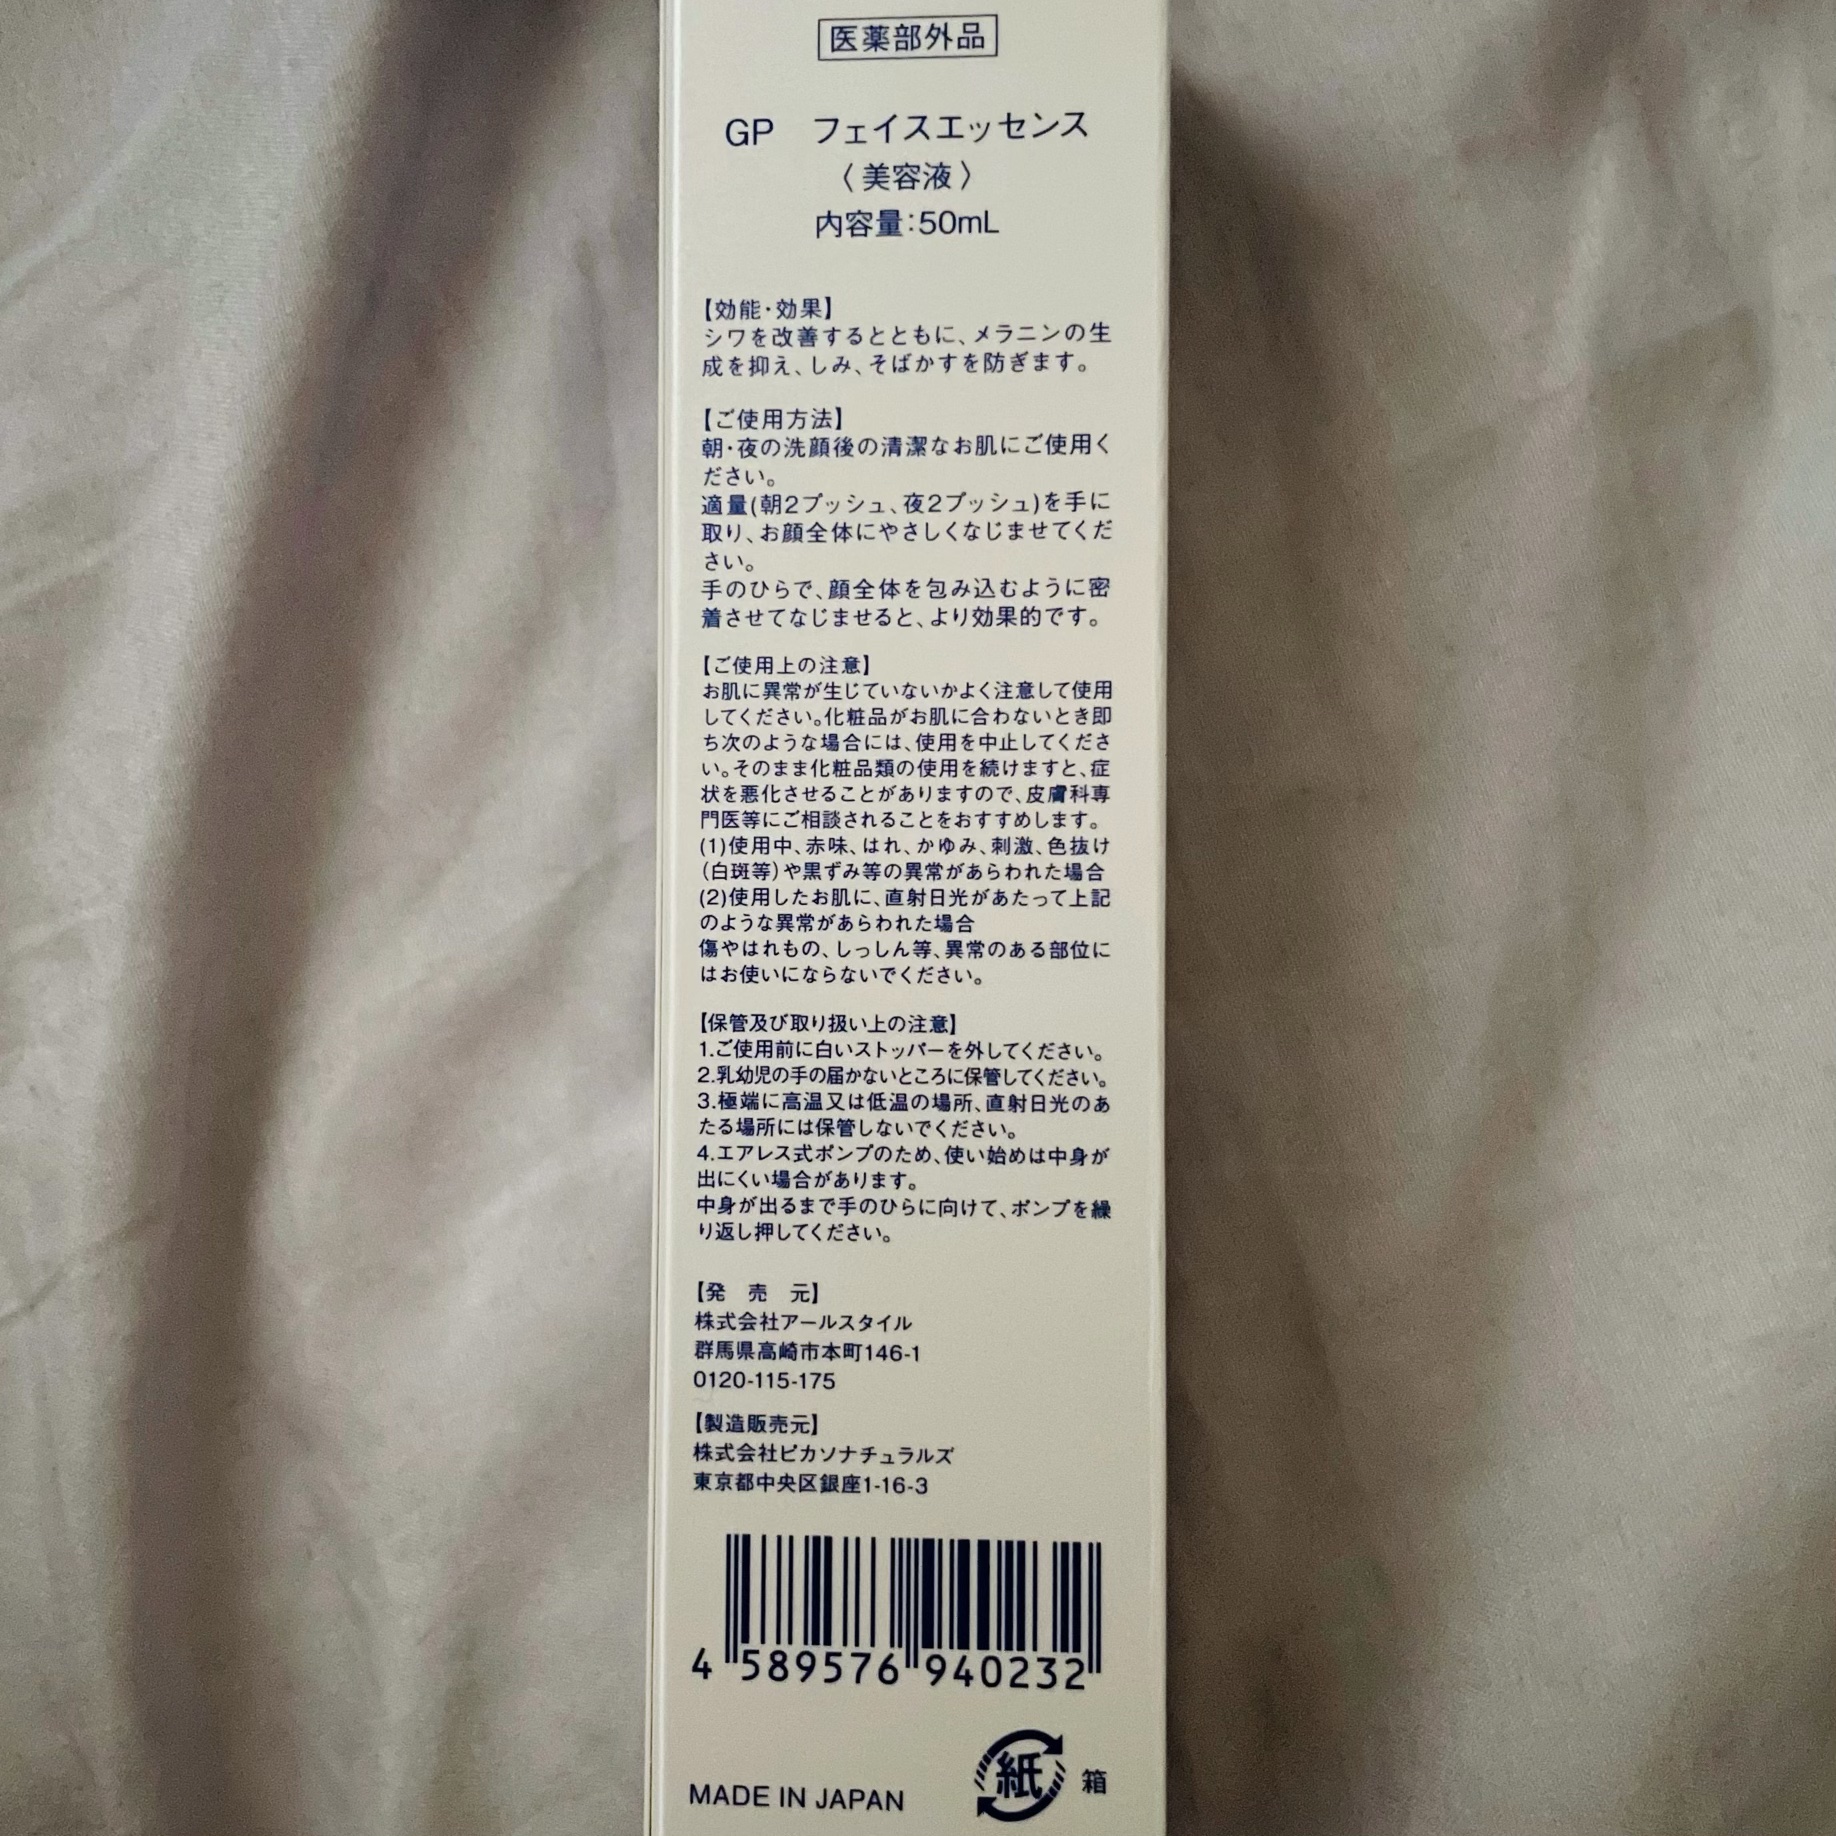 医薬部外品
GP フェイスエッセンス
〈美容液〉
内容量:50mL
【効能・効果】
シワを改善するとともに、メラニンの生
成を抑え、しみ、そばかすを防ぎます。
【ご使用方法】
朝・夜の洗顔後の清潔なお肌にご使用く
ださい。
適量(朝2プッシュ、夜2プッシュ)を手に
取り、お顔全体にやさしくなじませてくだ
さい。
手のひらで、顔全体を包み込むように密
着させてなじませると、より効果的です。
【ご使用上の注意】
お肌に異常が生じていないかよく注意して使用
してください。化粧品がお肌に合わないとき即
ち次のような場合には、使用を中止してくださ
い。そのまま化粧品類の使用を続けますと、症
状を悪化させることがありますので、皮膚科専
門医等にご相談されることをおすすめします。
(1)使用中、赤味、はれ、かゆみ、刺激、色抜け
(白斑等)や黒ずみ等の異常があらわれた場合
(2)使用したお肌に、直射日光があたって上記
のような異常があらわれた場合
傷やはれもの、しっしん等、異常のある部位に
はお使いにならないでください。
【保管及び取り扱い上の注意】
1.ご使用前に白いストッパーを外してください。
2.乳幼児の手の届かないところに保管してください。
3.極端に高温又は低温の場所、直射日光のあ
たる場所には保管しないでください。
4.エアレス式ポンプのため、使い始めは中身が
出にくい場合があります。
中身が出るまで手のひらに向けて、ポンプを繰
り返し押してください。
【発 売 元】
株式会社アールスタイル
群馬県高崎市本町146-1
0120-115-175
【製造販売元】
株式会社ピカソナチュラルズ
東京都中央区銀座1-16-3
4 589576 940232
MADE IN JAPAN 紙 箱